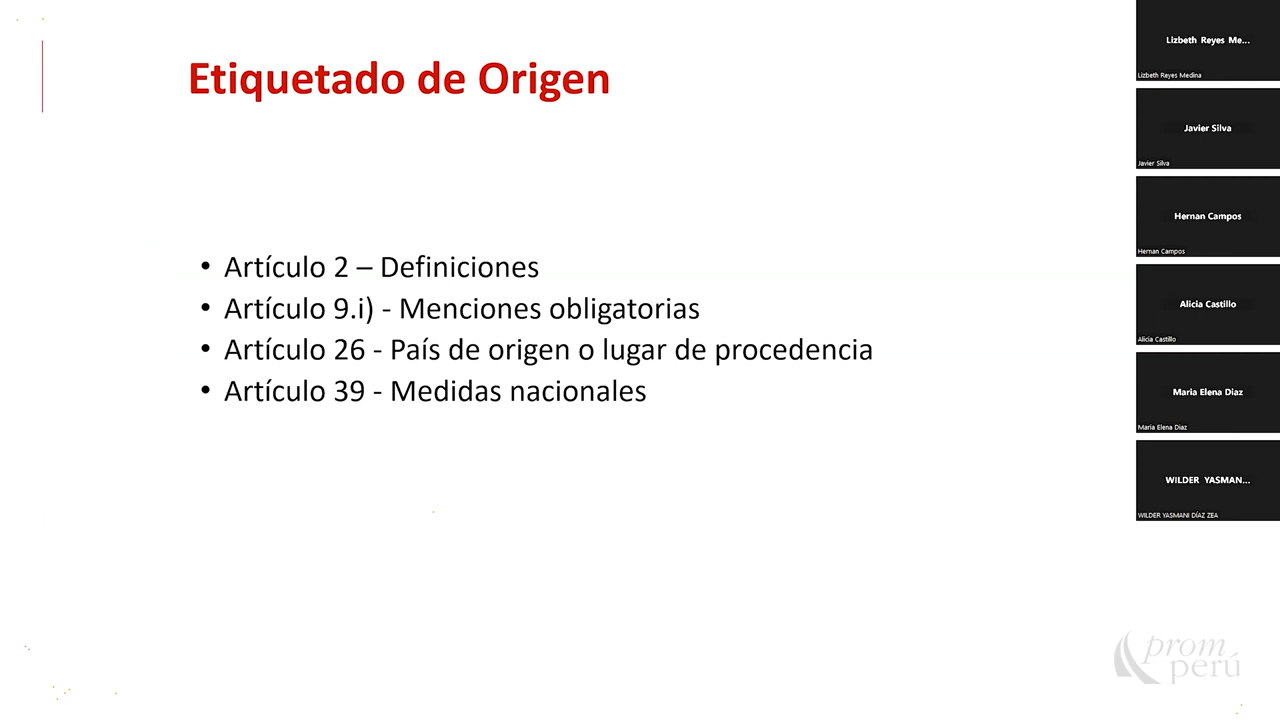 Etiquetado de Origen
• Artículo 2 – Definiciones
• Artículo 9.i) - Menciones obligatorias
• Artículo 26 - País de origen o lugar de procedencia
• Artículo 39 - Medidas nacionales
Lizbeth Reyes Me...
Lizbeth Reyes Medina
Javier Silva
Javier Silva
Hernan Campos
Hernan Campos
Alicia Castillo
Alicia Castillo
Maria Elena Diaz
Maria Elena Diaz
WILDER YASMAN...
WILDER YASMANI DÍAZ ZEA
prom
perú